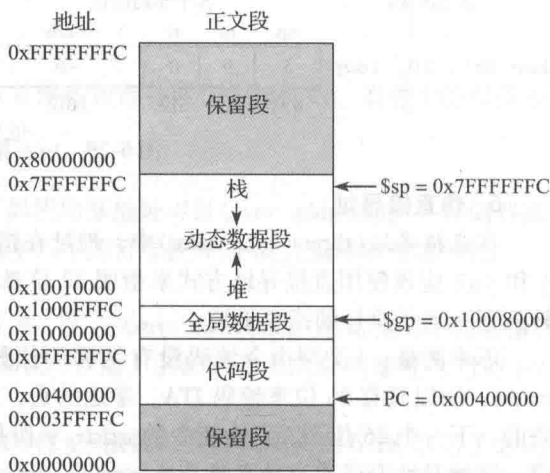 地址 正文段
0xFFFFFFFC
保留段
0x80000000
0x7FFFFFFC 栈 $sp = 0x7FFFFFFC
动态数据段
0x10010000 堆
0x1000FFFC 全局数据段 $gp = 0x10008000
0x10000000
0x0FFFFFFC
代码段
0x00400000 PC = 0x00400000
0x003FFFFC
保留段
0x00000000